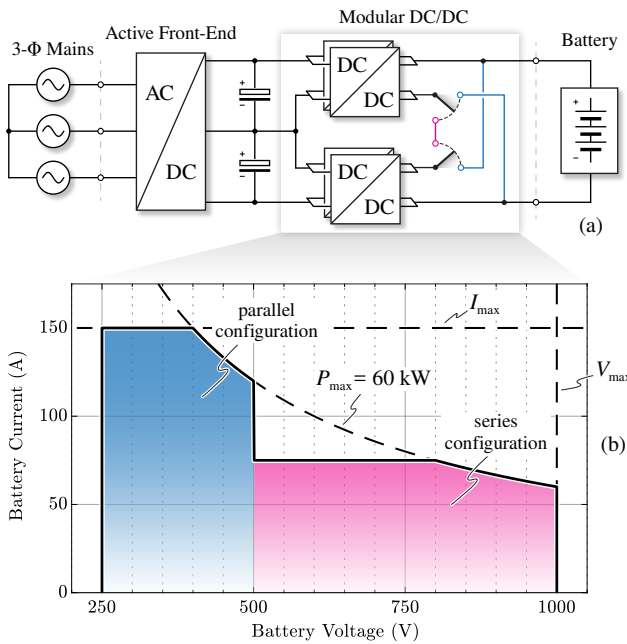 Modular DC/DC
Active Front-End
3-Φ Mains
Battery
AC
DC
+
−
+
−
DC
DC
DC
DC
+
−
(a)
parallel
configuration
I_max
P_max = 60 kW
V_max
series
configuration
(b)
Battery Current (A)
150
100
50
0
250
500
750
1000
Battery Voltage (V)